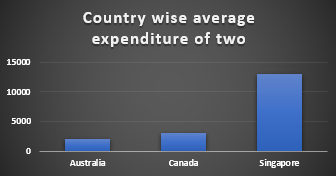 Country wise average
expenditure of two
15000
10000
5000
0
Australia Canada Singapore